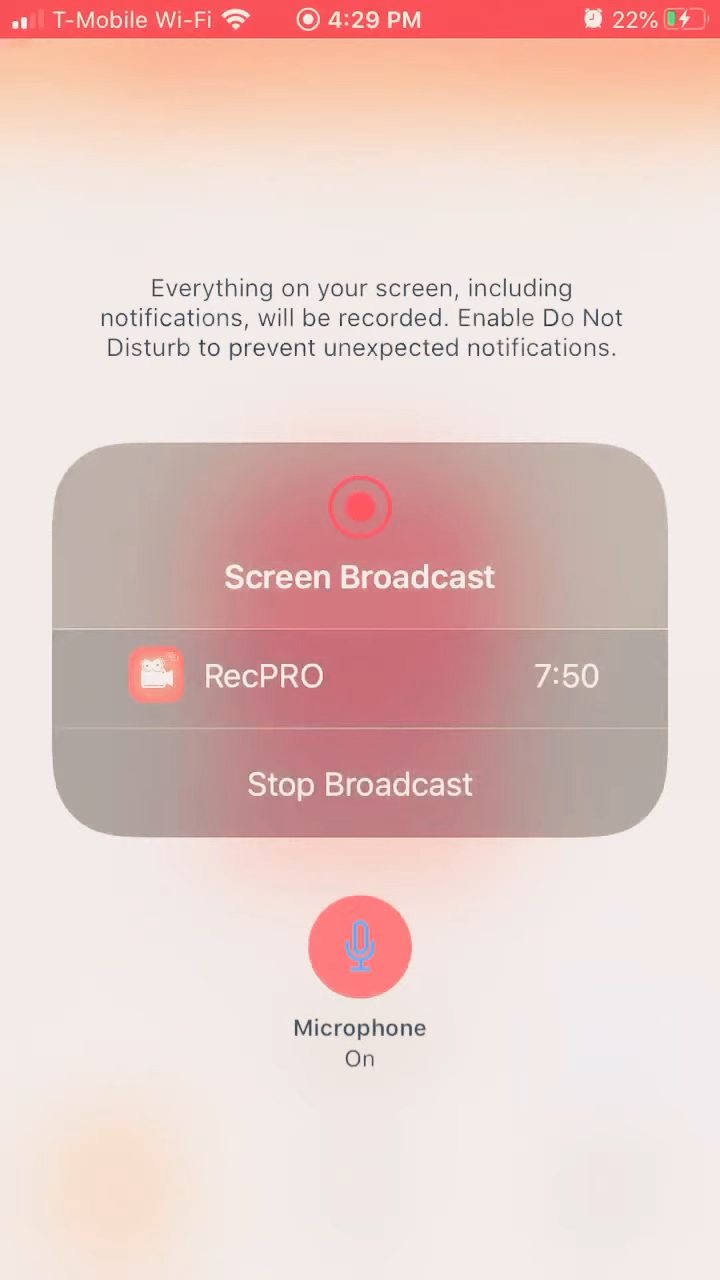 T-Mobile Wi-Fi 4:29 PM 22%
Everything on your screen, including
notifications, will be recorded. Enable Do Not
Disturb to prevent unexpected notifications.
Screen Broadcast
RecPRO 7:50
Stop Broadcast
Microphone
On